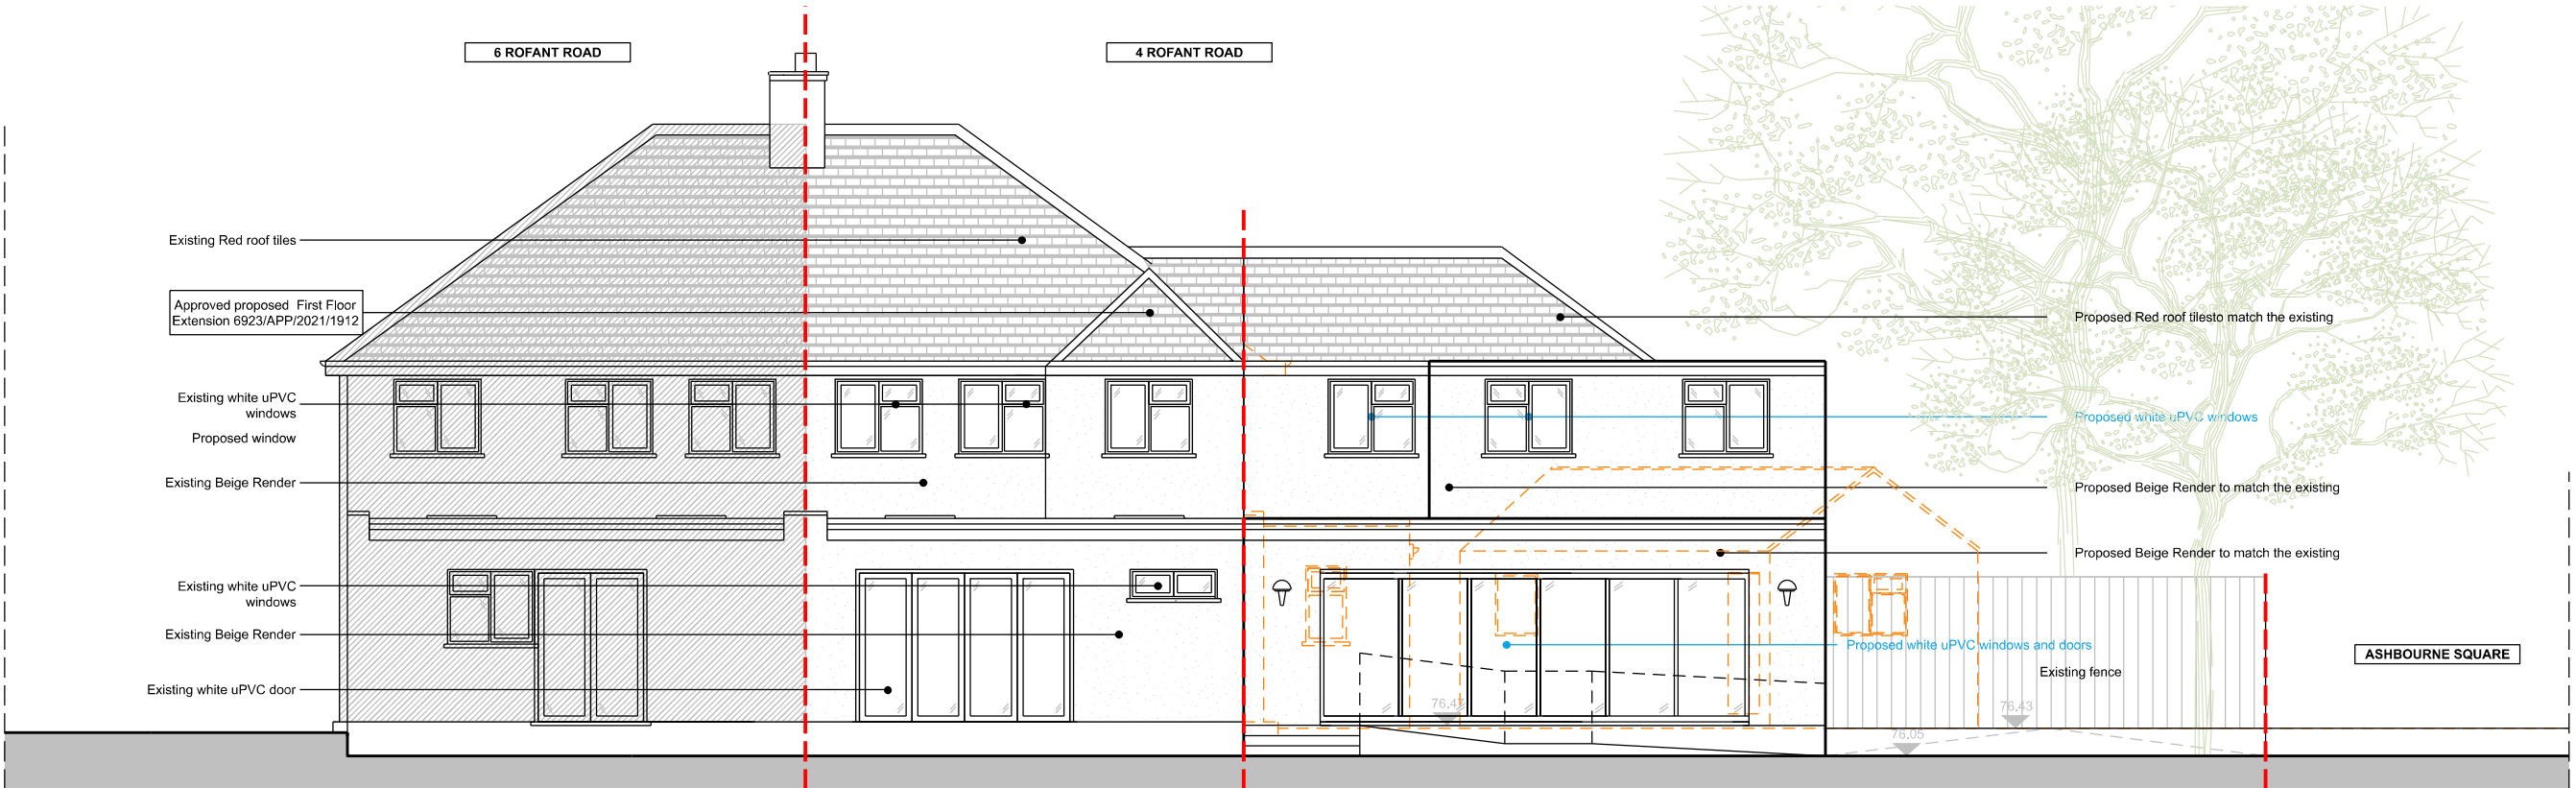 6 ROFANT ROAD
4 ROFANT ROAD
Existing Red roof tiles
Approved proposed First Floor
Extension 6923/APP/2021/1912
Existing white uPVC
windows
Proposed window
Existing Beige Render
Existing white uPVC
windows
Existing Beige Render
Existing white uPVC door
Proposed Red roof tilesto match the existing
Proposed white uPVC windows
Proposed Beige Render to match the existing
Proposed Beige Render to match the existing
Proposed white uPVC windows and doors
Existing fence
ASHBOURNE SQUARE
76.43
76.05